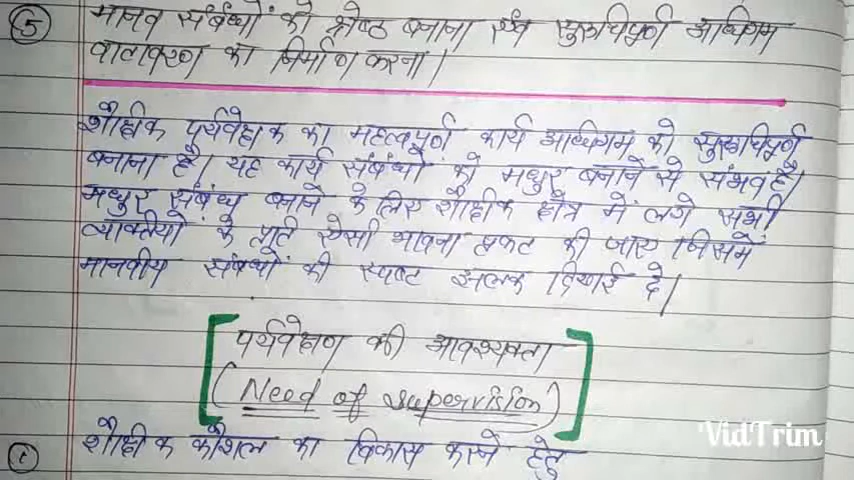 ⑤ मानव संबंधों को श्रेष्ठ बनाना एवं सुरुचिपूर्ण अधिगम
वातावरण का निर्माण करना।
शैक्षिक पर्यवेक्षक का महत्वपूर्ण कार्य अधिगम को सुरुचिपूर्ण
बनाना है। यह कार्य संबंधों को मधुर बनाने से संभव है।
मधुर संबंध बनाने के लिए शैक्षिक क्षेत्र में लगे सभी
व्यक्तियों के प्रति ऐसी भावना प्रकट की जाए जिसमें
मानवीय संबंधों की स्पष्ट झलक दिखाई दे।
पर्यवेक्षण की आवश्यकता
(Need of supervision)
① शैक्षिक कौशल का विकास करने हेतु
VidTrim